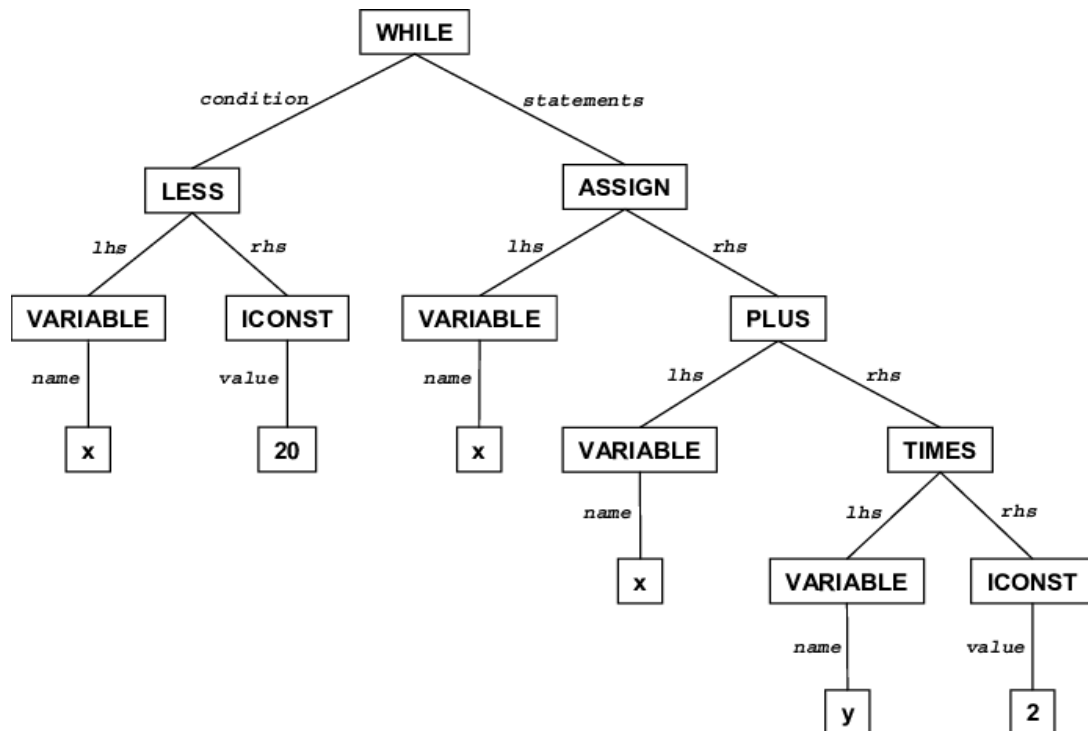 WHILE
condition statements
LESS ASSIGN
lhs rhs lhs rhs
VARIABLE ICONST VARIABLE PLUS
name value name lhs rhs
x 20 x VARIABLE TIMES
name lhs rhs
x VARIABLE ICONST
name value
y 2